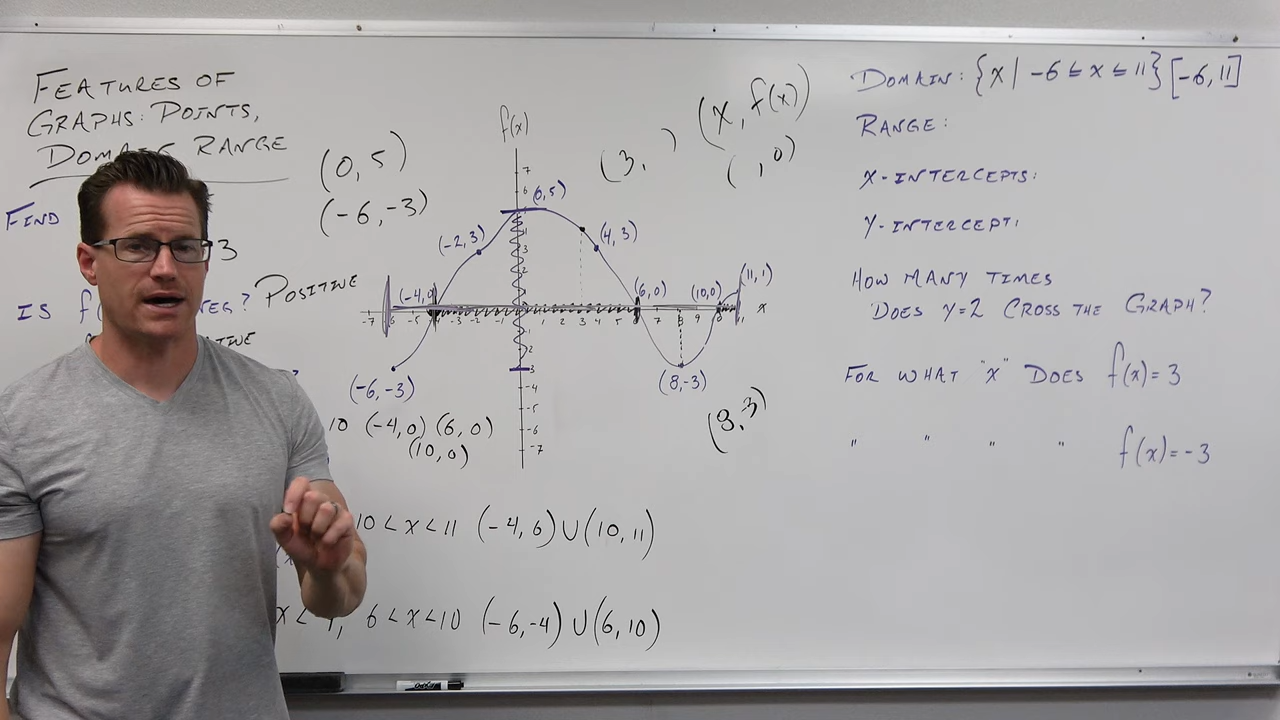 FEATURES OF
GRAPHS: POINTS,
DOMAIN RANGE
FIND
3
IS f( NEG? POSITIVE
(0, 5)
(-6, -3)
f(x)
(3, )
(x, f(x))
( , 0)
(-2, 3)
(0, 5)
(4, 3)
(-4, 0)
(6, 0)
(10, 0)
(11, 1)
x
(-6, -3)
(8, -3)
(8, 3)
10 (-4, 0) (6, 0)
(10, 0)
10 < x < 11 (-4, 6) ∪ (10, 11)
6 < x < 10 (-6, -4) ∪ (6, 10)
DOMAIN: {x | -6 ≤ x ≤ 11} [-6, 11]
RANGE:
X-INTERCEPTS:
Y-INTERCEPT:
HOW MANY TIMES
DOES Y=2 CROSS THE GRAPH?
FOR WHAT "X" DOES f(x) = 3
" " " " f(x) = -3